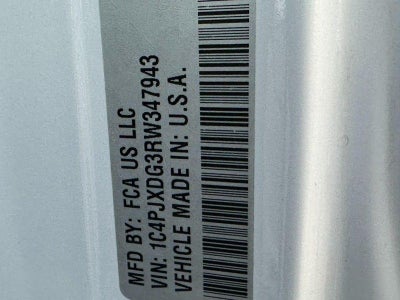 MFD BY: FCA US LLC
VIN: 1C4PJXDG3RW347943
VEHICLE MADE IN: U.S.A.